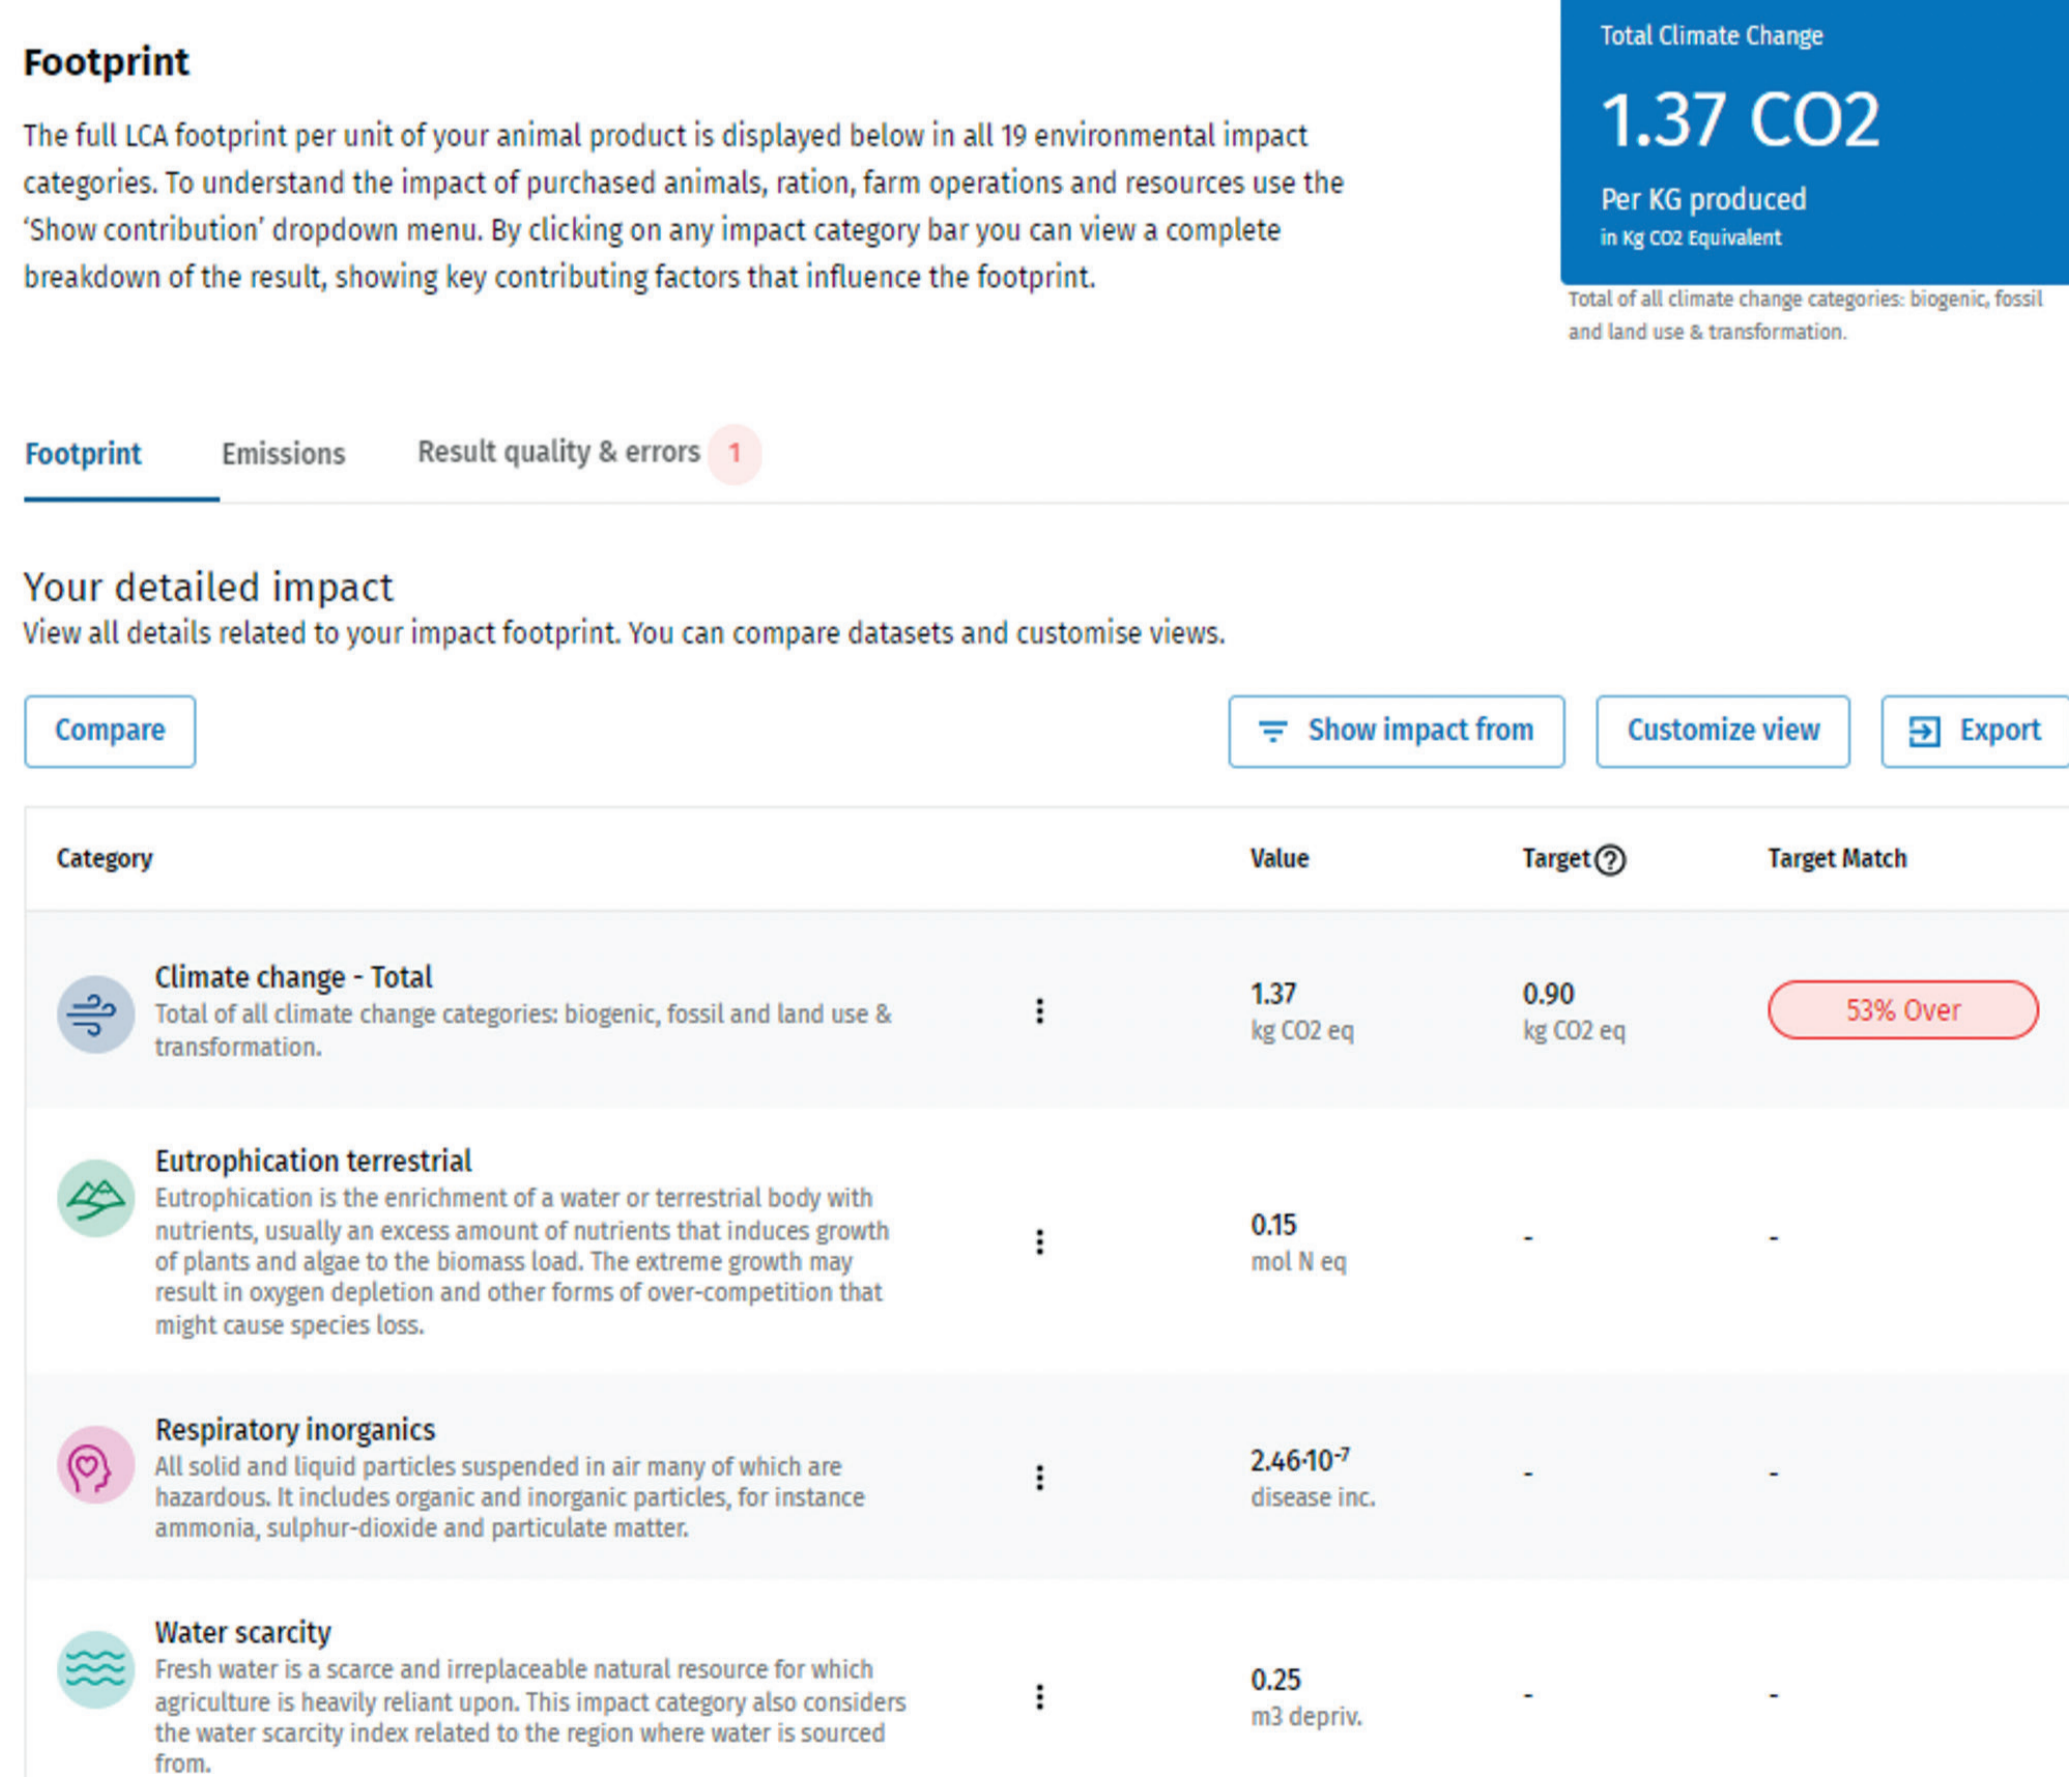 Footprint
The full LCA footprint per unit of your animal product is displayed below in all 19 environmental impact
categories. To understand the impact of purchased animals, ration, farm operations and resources use the
‘Show contribution’ dropdown menu. By clicking on any impact category bar you can view a complete
breakdown of the result, showing key contributing factors that influence the footprint.
Total Climate Change
1.37 CO2
Per KG produced
in Kg CO2 Equivalent
Total of all climate change categories: biogenic, fossil
and land use & transformation.
Footprint Emissions Result quality & errors 1
Your detailed impact
View all details related to your impact footprint. You can compare datasets and customise views.
Compare Show impact from Customize view Export
Category Value Target ? Target Match
Climate change - Total
Total of all climate change categories: biogenic, fossil and land use &
transformation.
1.37
kg CO2 eq
0.90
kg CO2 eq
53% Over
Eutrophication terrestrial
Eutrophication is the enrichment of a water or terrestrial body with
nutrients, usually an excess amount of nutrients that induces growth
of plants and algae to the biomass load. The extreme growth may
result in oxygen depletion and other forms of over-competition that
might cause species loss.
0.15
mol N eq
-
-
Respiratory inorganics
All solid and liquid particles suspended in air many of which are
hazardous. It includes organic and inorganic particles, for instance
ammonia, sulphur-dioxide and particulate matter.
2.46·10⁻⁷
disease inc.
-
-
Water scarcity
Fresh water is a scarce and irreplaceable natural resource for which
agriculture is heavily reliant upon. This impact category also considers
the water scarcity index related to the region where water is sourced
from.
0.25
m3 depriv.
-
-